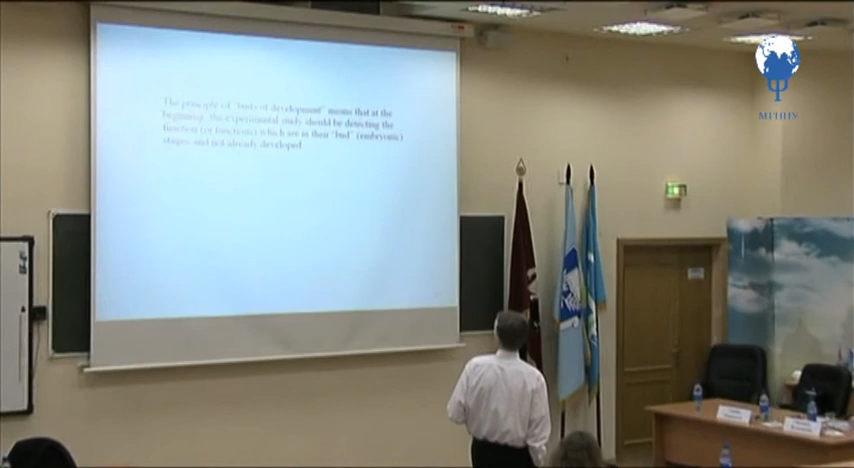 The principle of "buds of development" means that at the
beginning, the experimental study should be detecting the
function (or functions) which are in their "bud" (embryonic)
stages, and not already developed
МГППУ